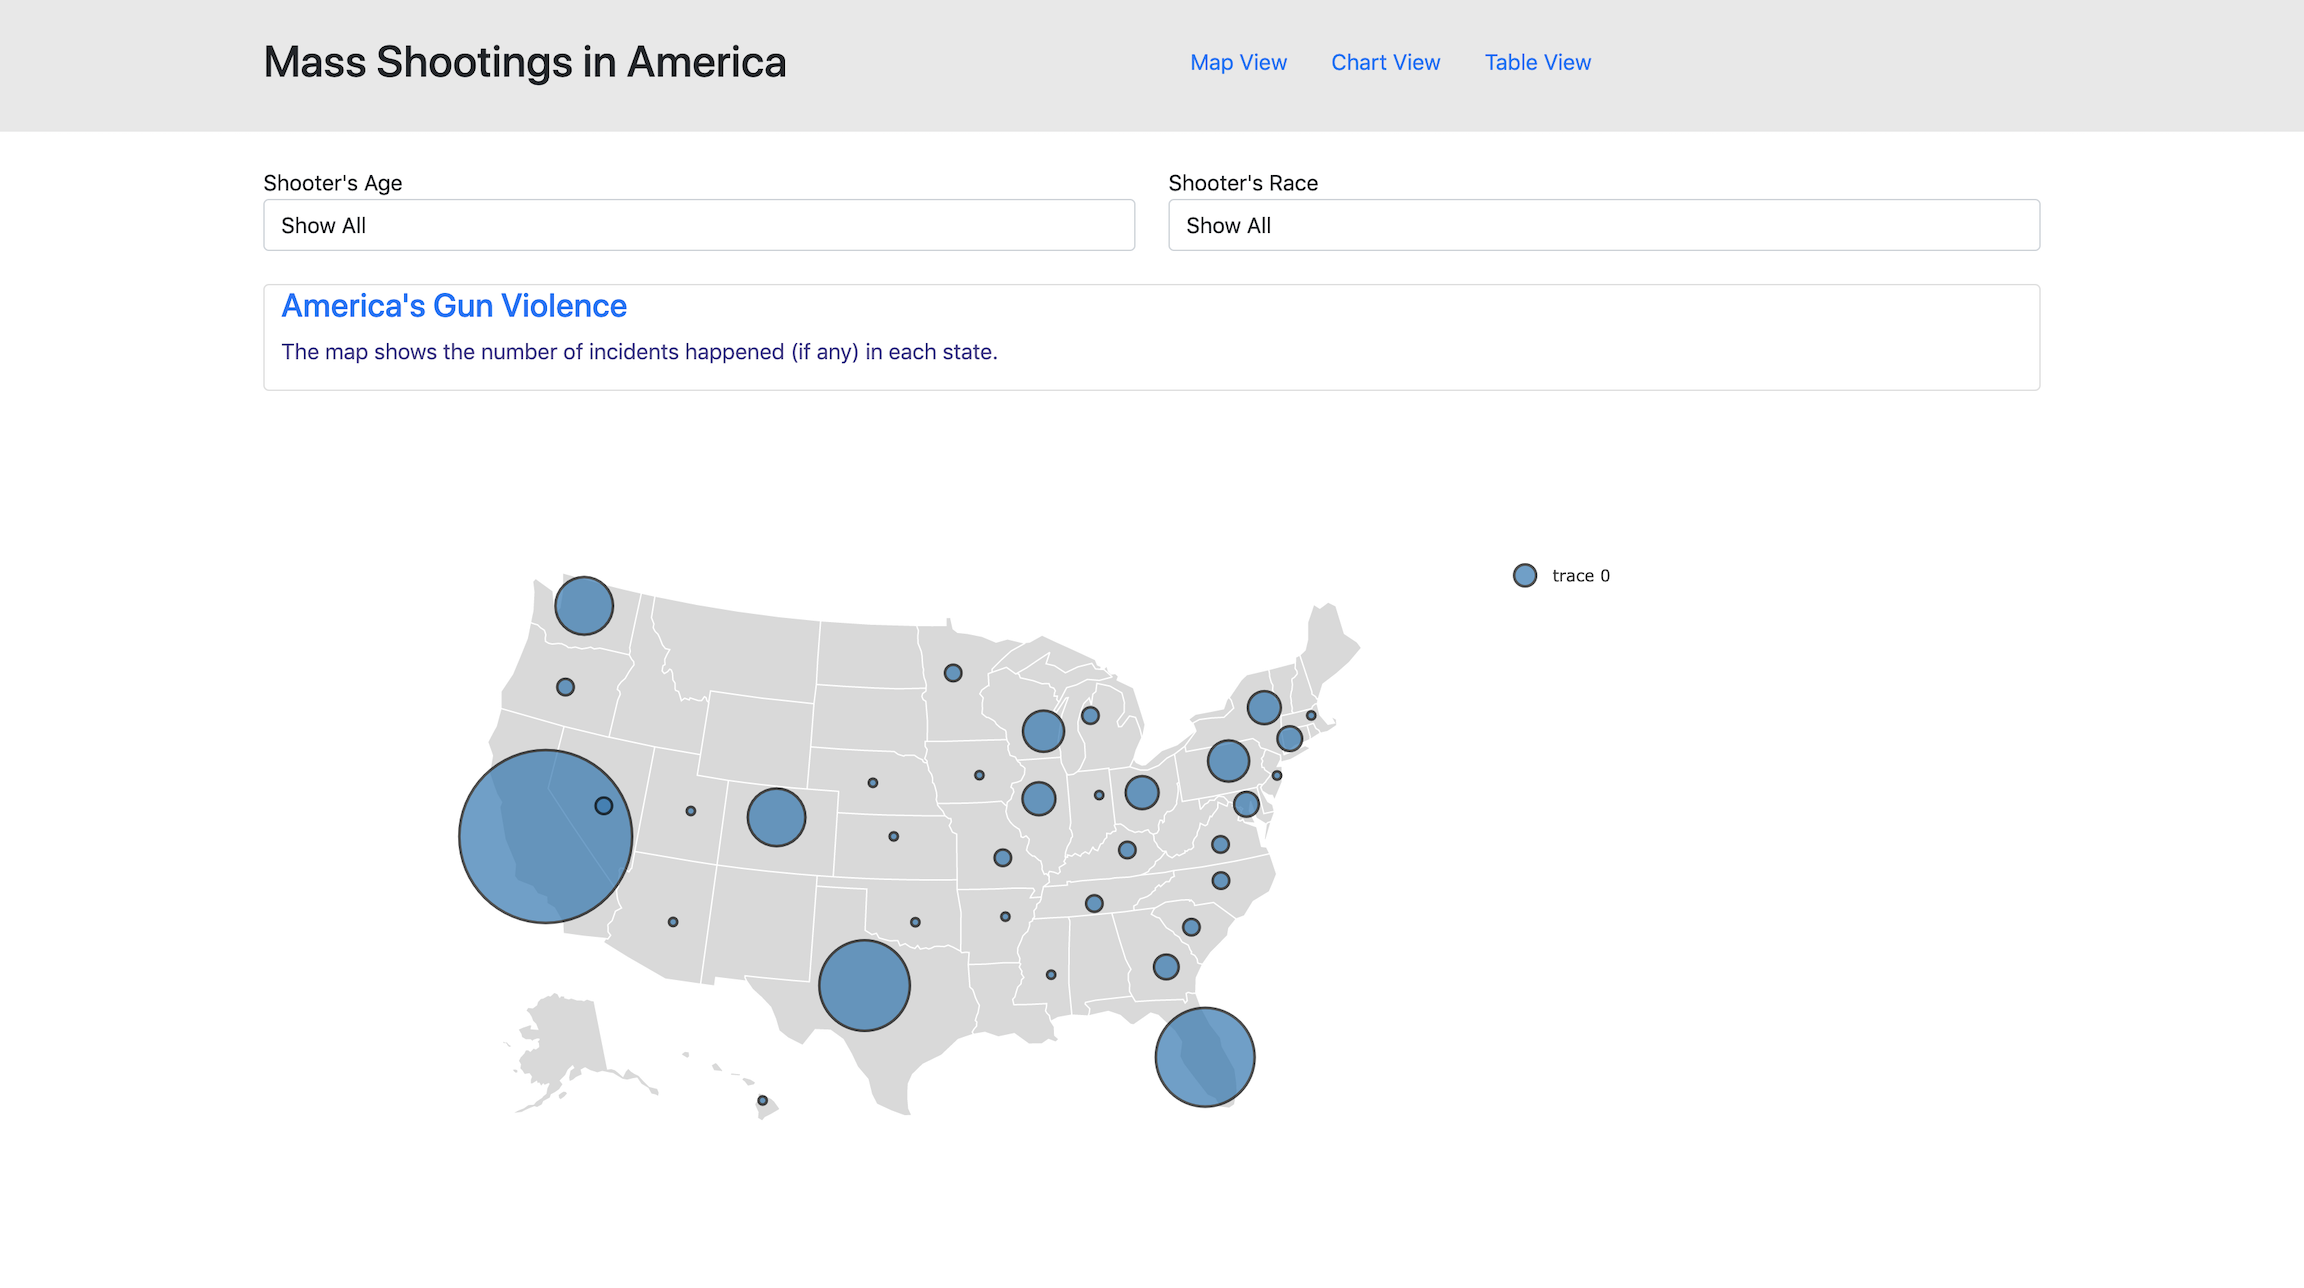 Mass Shootings in America
Map View Chart View Table View
Shooter's Age
Show All
Shooter's Race
Show All
America's Gun Violence
The map shows the number of incidents happened (if any) in each state.
trace 0